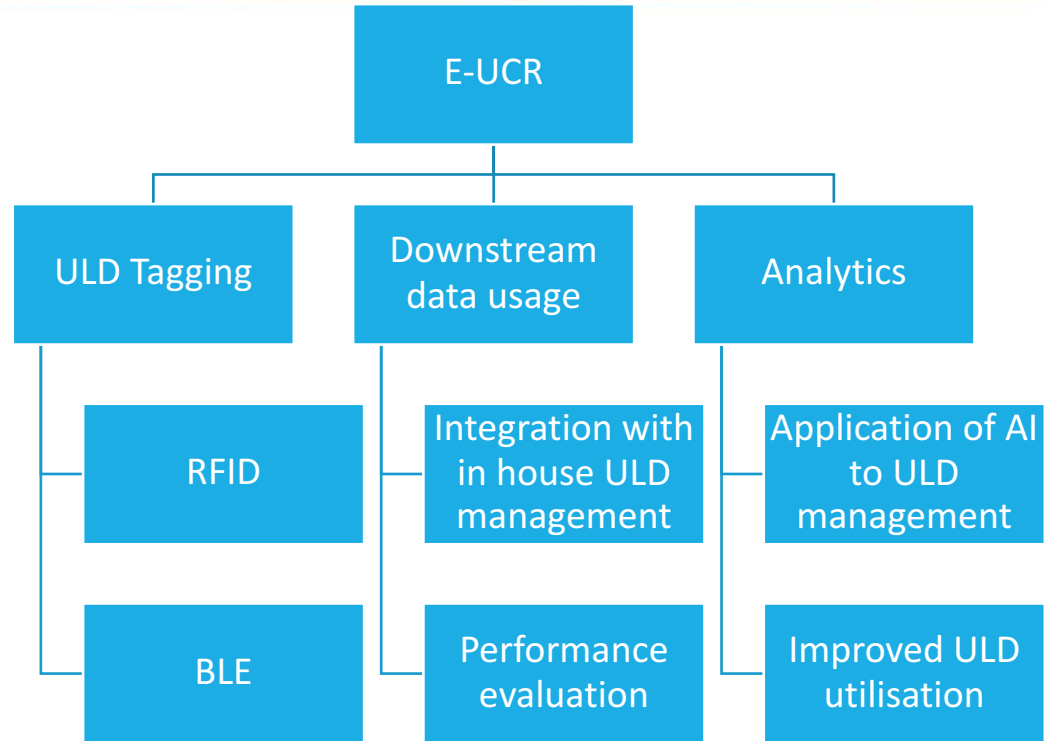 E-UCR
ULD Tagging
Downstream
data usage
Analytics
RFID
Integration with
in house ULD
management
Application of AI
to ULD
management
BLE
Performance
evaluation
Improved ULD
utilisation